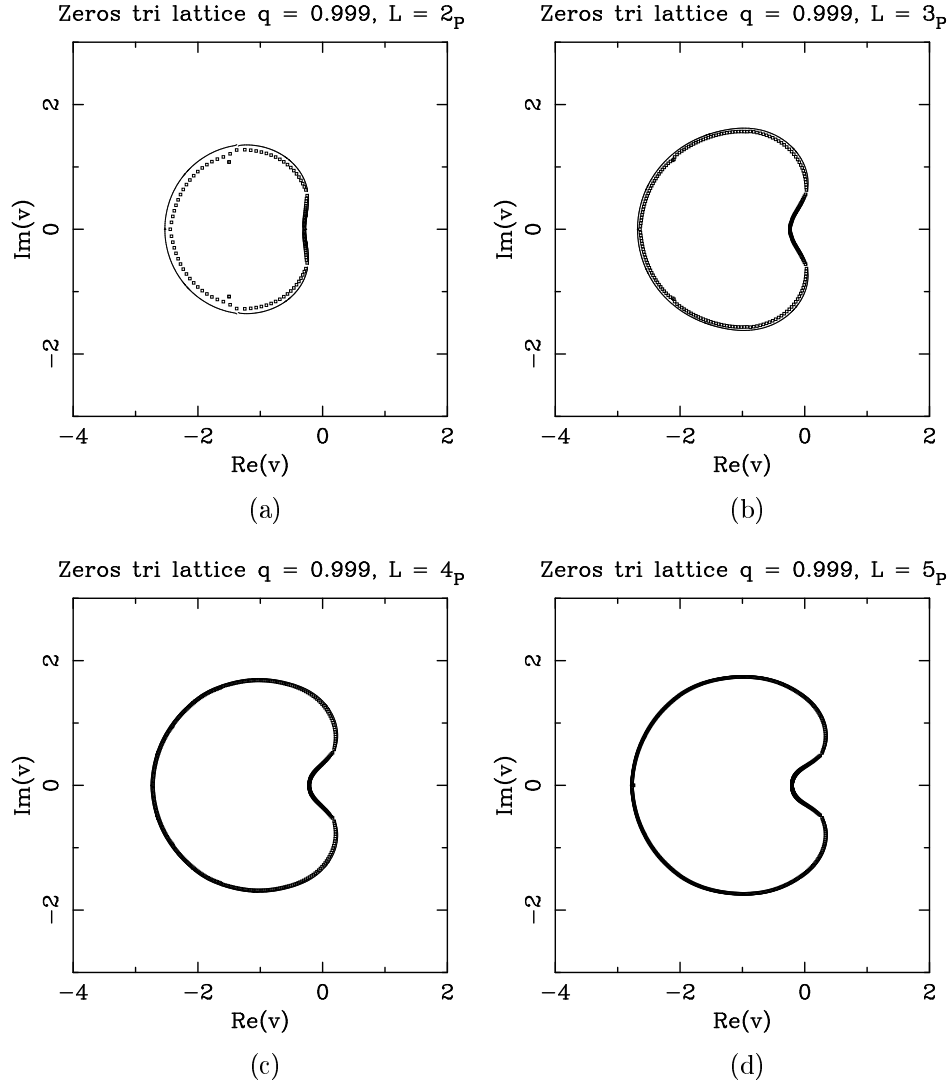 Zeros tri lattice q = 0.999, L = 2P
Zeros tri lattice q = 0.999, L = 3P
Im(v)
2
0
−2
−4 −2 0 2
Re(v)
(a)
Im(v)
2
0
−2
−4 −2 0 2
Re(v)
(b)
Zeros tri lattice q = 0.999, L = 4P
Zeros tri lattice q = 0.999, L = 5P
Im(v)
2
0
−2
−4 −2 0 2
Re(v)
(c)
Im(v)
2
0
−2
−4 −2 0 2
Re(v)
(d)